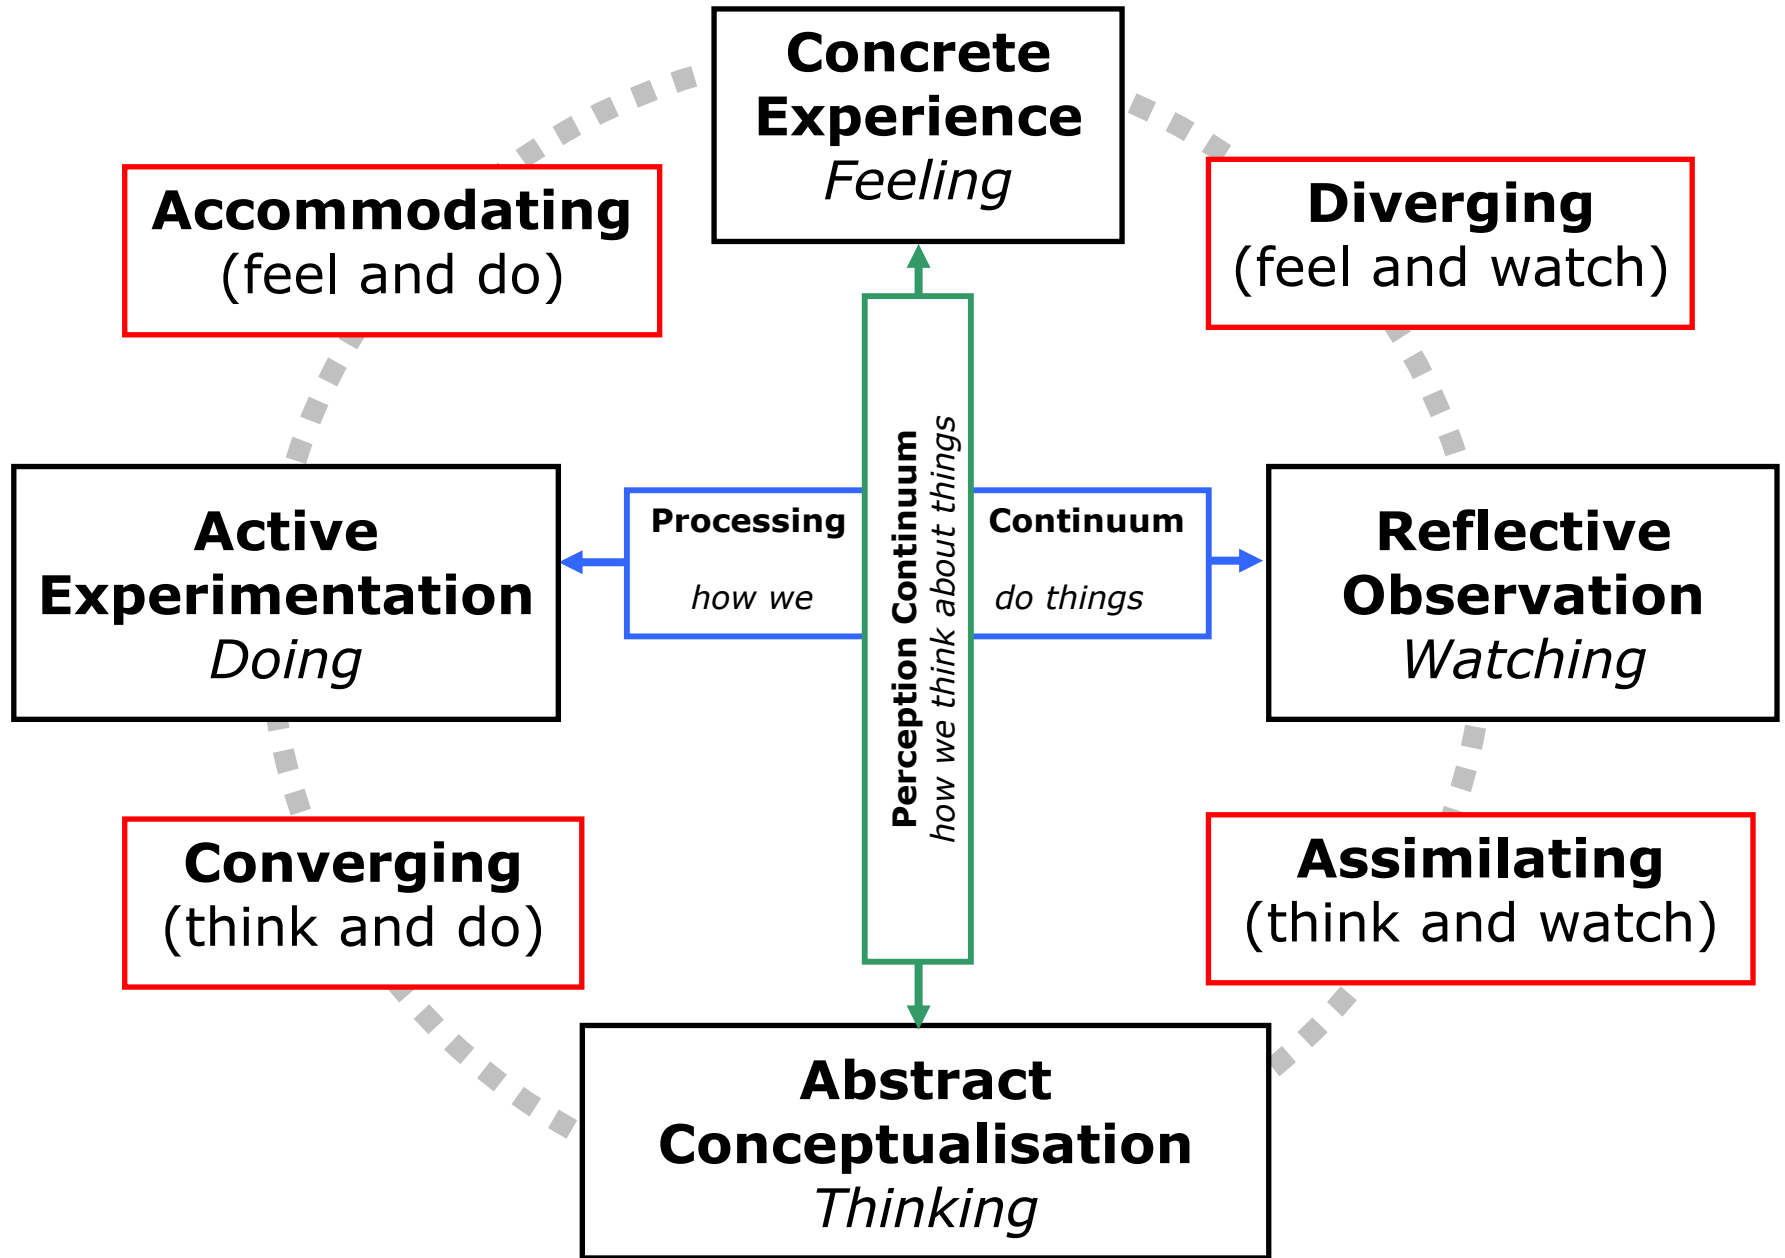 Concrete
Experience
Feeling
Accommodating
(feel and do)
Diverging
(feel and watch)
Perception Continuum
how we think about things
Processing
how we
Continuum
do things
Active
Experimentation
Doing
Reflective
Observation
Watching
Converging
(think and do)
Assimilating
(think and watch)
Abstract
Conceptualisation
Thinking